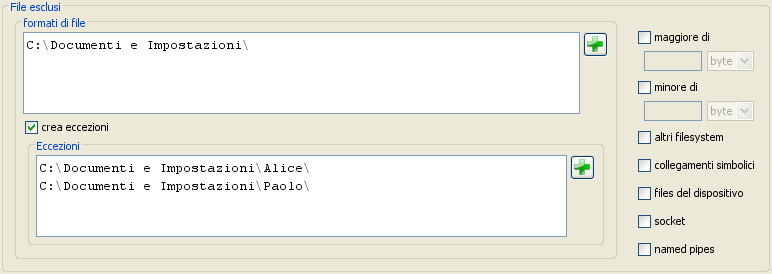 File esclusi
formati di file
C:\Documenti e Impostazioni\
crea eccezioni
Eccezioni
C:\Documenti e Impostazioni\Alice\
C:\Documenti e Impostazioni\Paolo\
maggiore di
byte
minore di
byte
altri filesystem
collegamenti simbolici
files del dispositivo
socket
named pipes